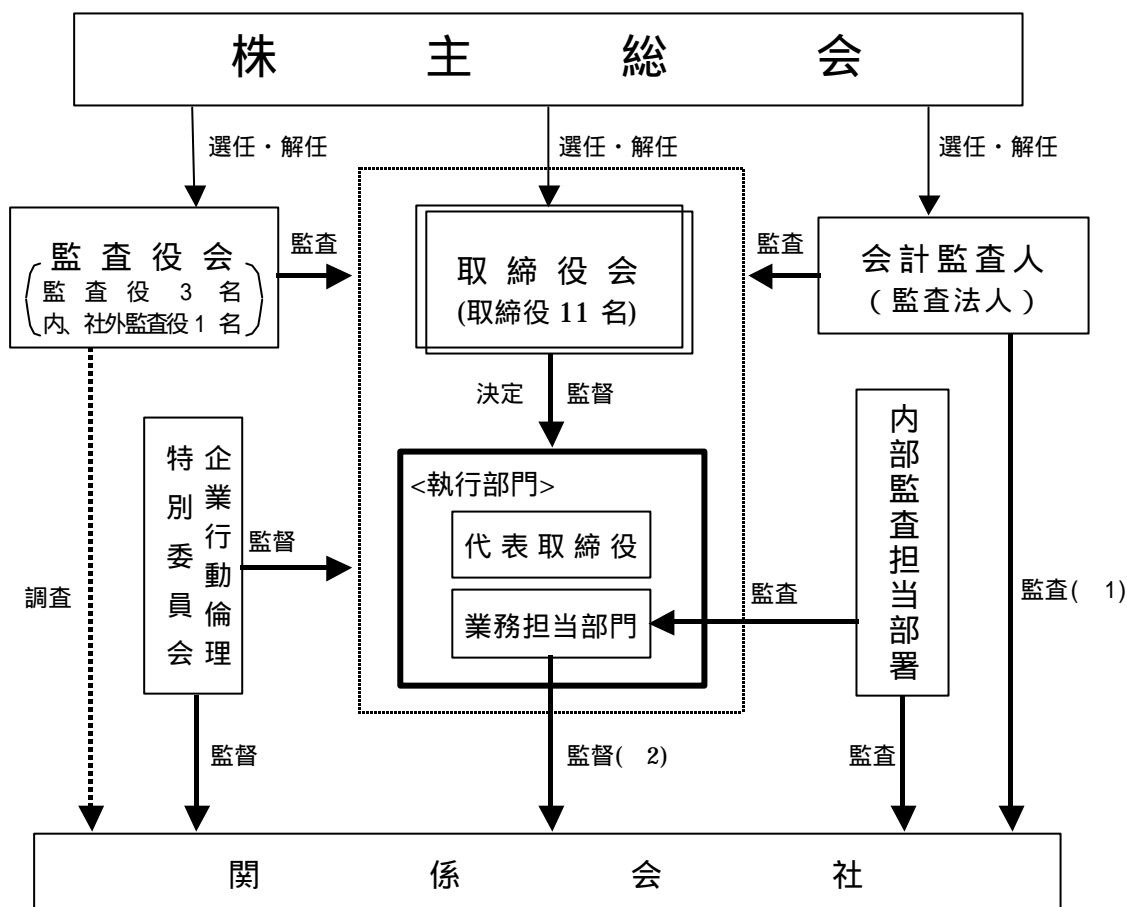 株主総会
選任・解任
選任・解任
選任・解任
監査役会
監査役3名
内、社外監査役1名
監査
取締役会
(取締役 11 名)
監査
会計監査人
(監査法人)
決定
監督
企業行動倫理
特別委員会
監督
<執行部門>
代表取締役
業務担当部門
監査
内部監査担当部署
調査
監査( 1)
監督
監督( 2)
監査
関係会社